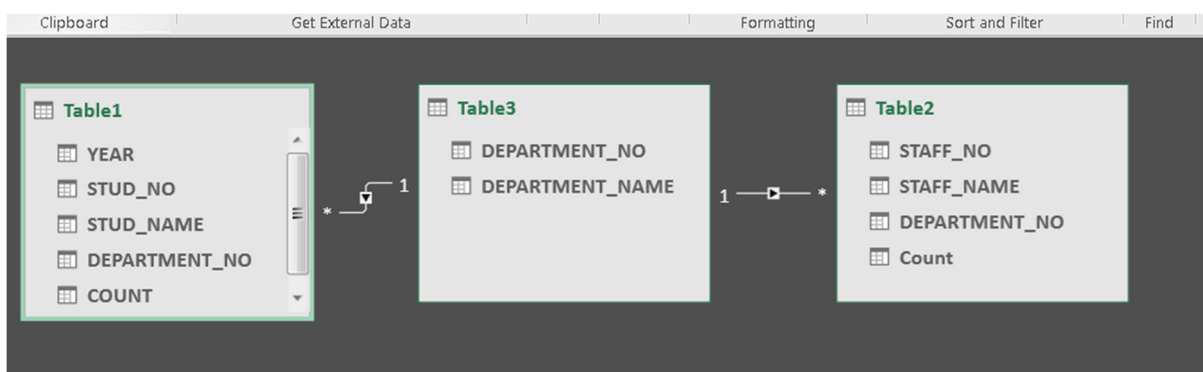 Clipboard Get External Data Formatting Sort and Filter Find
Table1
YEAR
STUD_NO
STUD_NAME
DEPARTMENT_NO
COUNT
* 1
Table3
DEPARTMENT_NO
DEPARTMENT_NAME
1 *
Table2
STAFF_NO
STAFF_NAME
DEPARTMENT_NO
Count